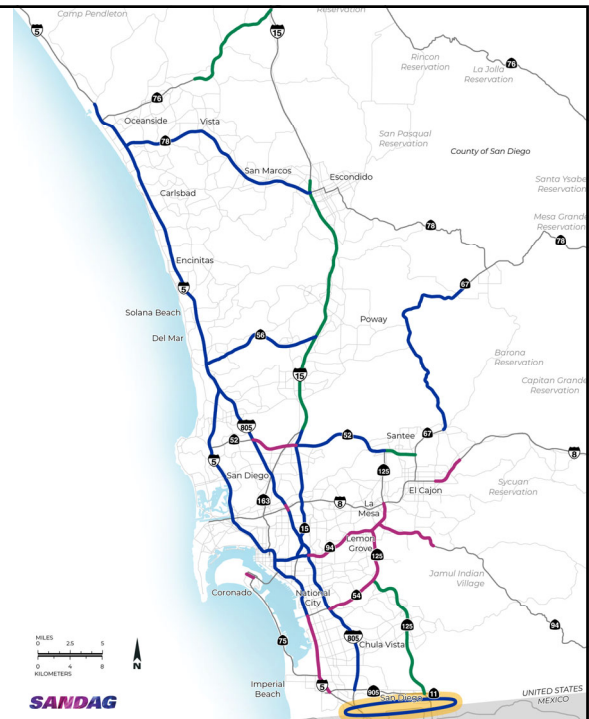 Camp Pendleton
Reservation
5
15
Rincon
Reservation
La Jolla
Reservation
76
76
Oceanside
Vista
78
San Pasqual
Reservation
County of San Diego
San Marcos
Escondido
Santa Ysabe
Reservation
Carlsbad
Mesa Grand
Reservation
78
78
Encinitas
5
67
Solana Beach
Poway
Del Mar
56
Barona
Reservation
15
Capitan Grande
Reservation
805
52
52
Santee
67
8
5
San Diego
125
El Cajon
Sycuan
Reservation
163
8
La
Mesa
15
94
Lemon
Grove
125
Jamul Indian
Village
Coronado
National
City
54
94
125
75
805
Chula Vista
MILES
0 2.5 5
0 4 8
KILOMETERS
N
Imperial
Beach
5
905
San Diego
11
UNITED STATES
MEXICO
SANDAG